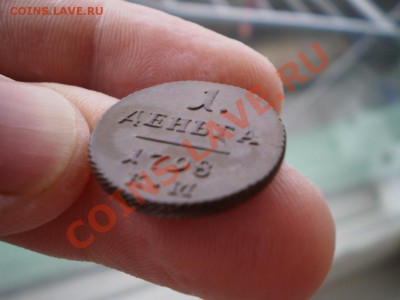 COINS.LAVE.RU
1.
ДЕНЬГА
1798
Е М
COINS.LAVE.RU